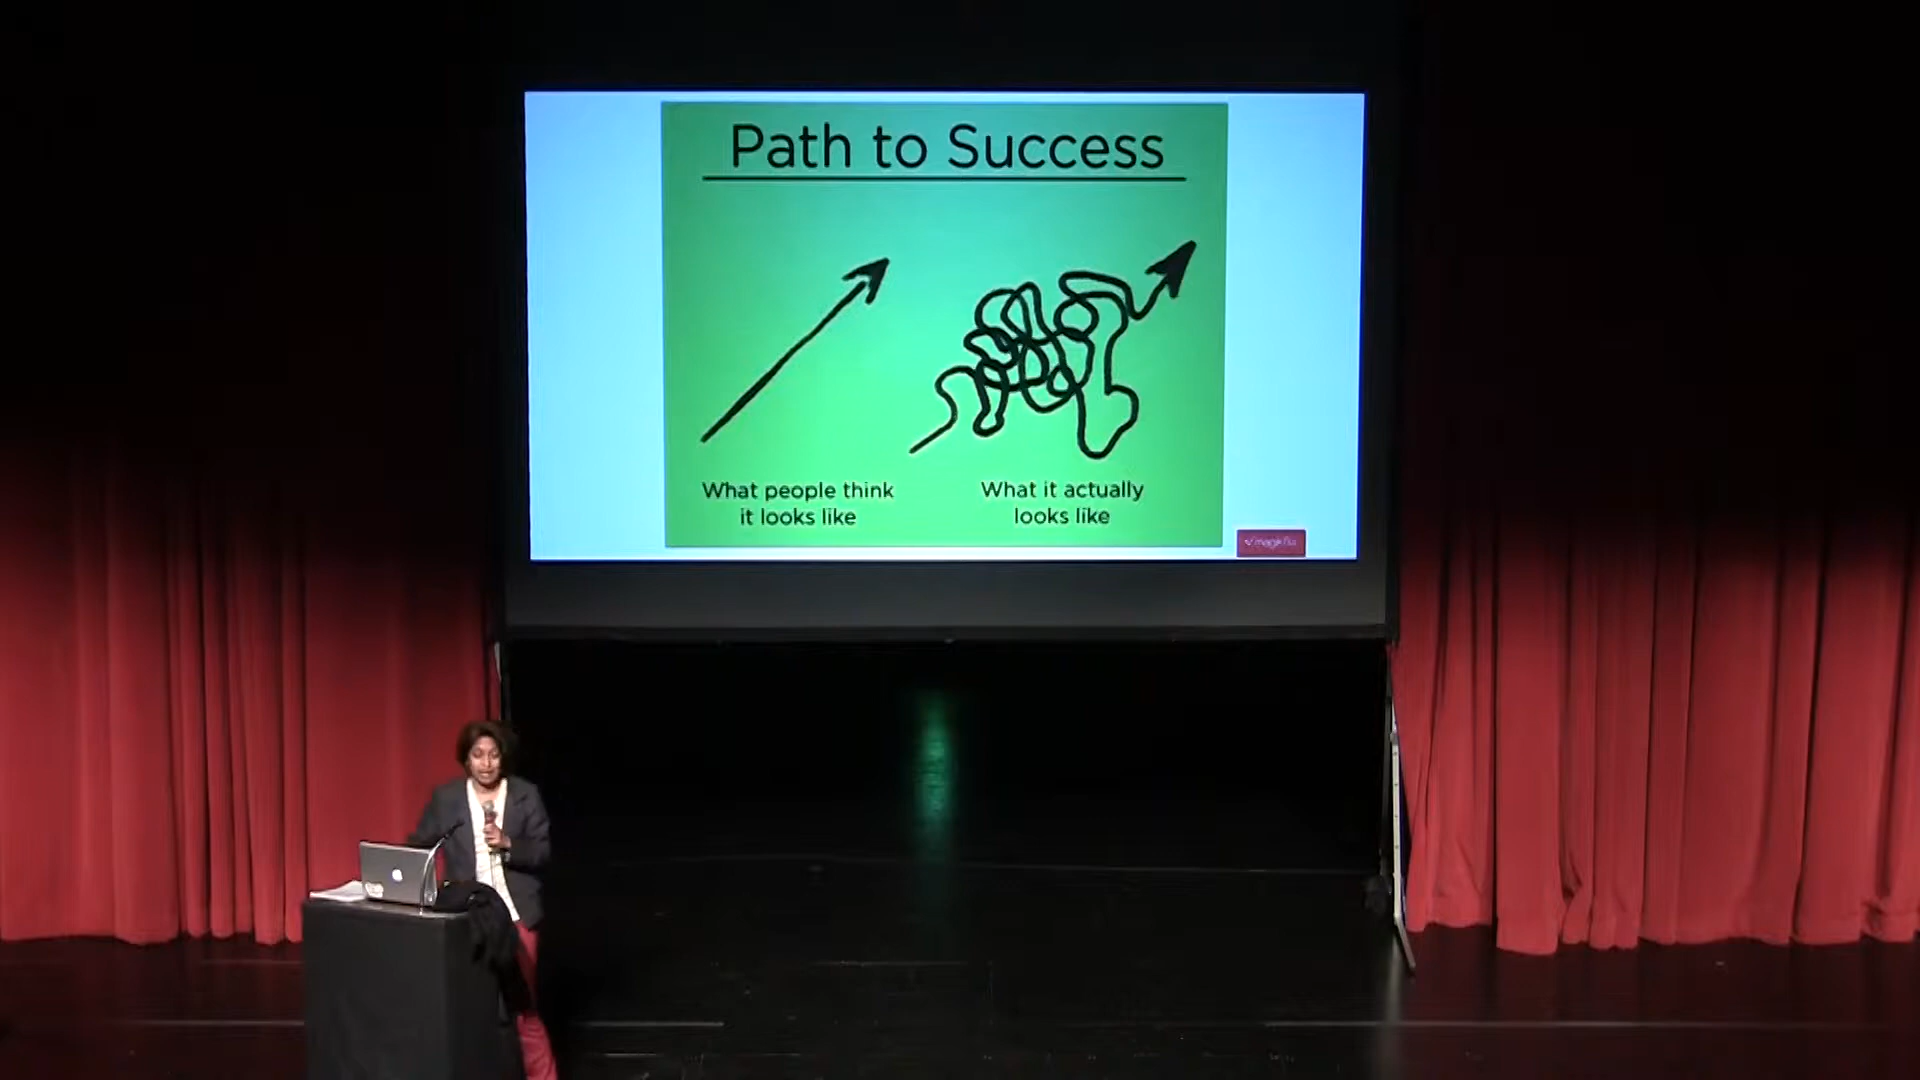 Path to Success
What people think
it looks like
What it actually
looks like